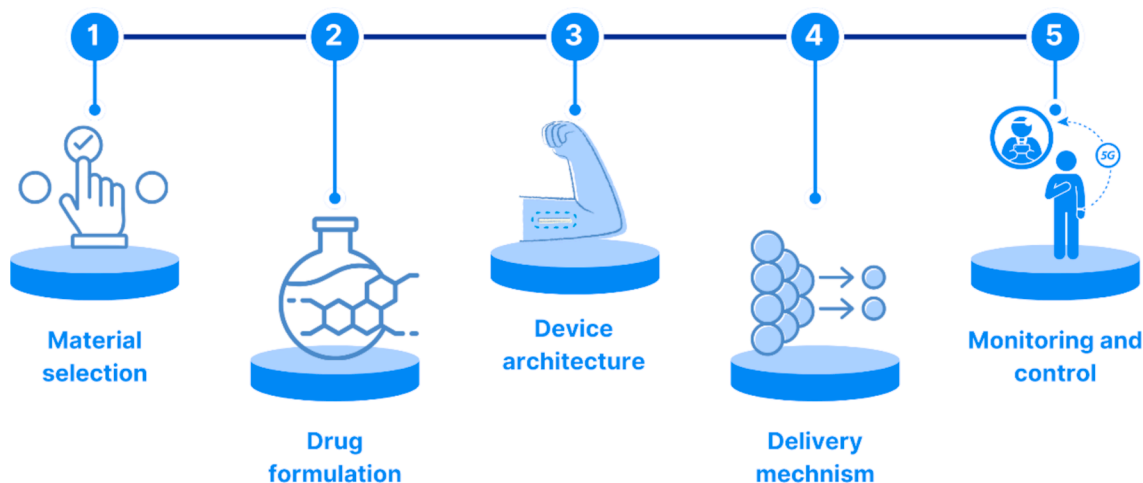 1
2
3
4
5
5G
Material
selection
Drug
formulation
Device
architecture
Delivery
mechnism
Monitoring and
control